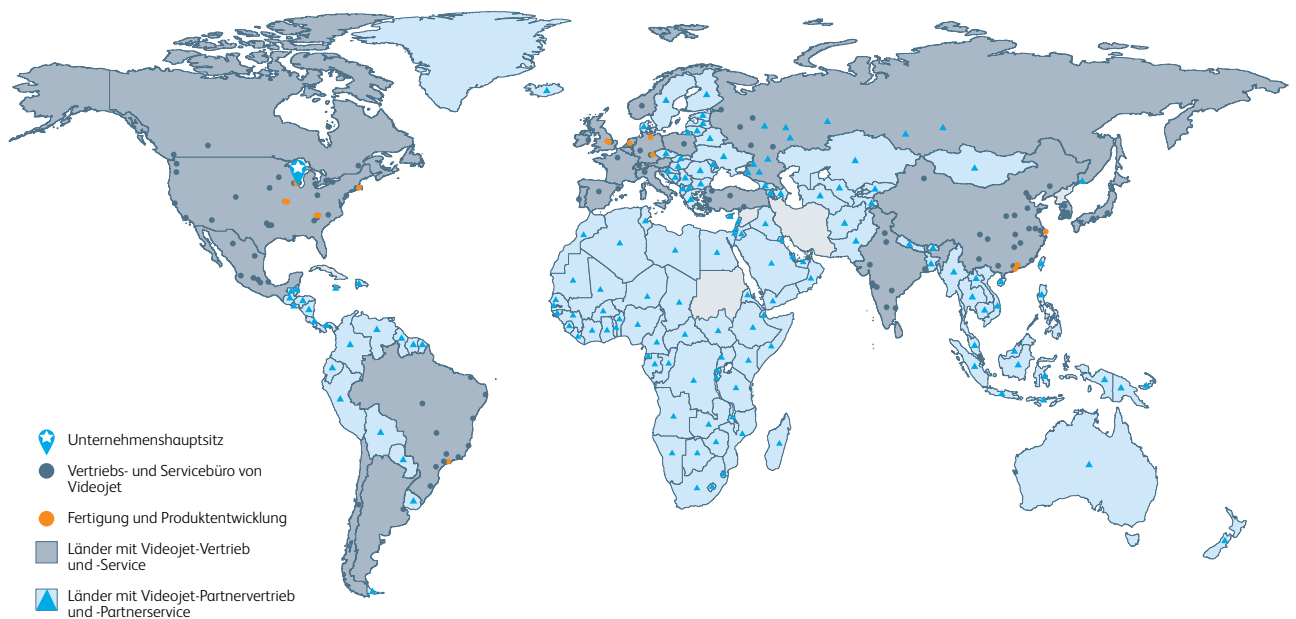 Unternehmenshauptsitz
Vertriebs- und Servicebüro von
Videojet
Fertigung und Produktentwicklung
Länder mit Videojet-Vertrieb
und -Service
Länder mit Videojet-Partnervertrieb
und -Partnerservice